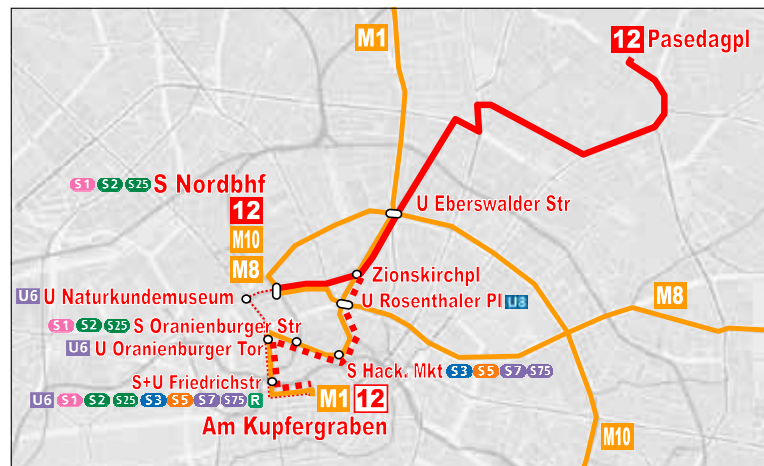 M1
12 Pasedagpl
S1 S2 S25 S Nordbhf
12
M10
M8
U Eberswalder Str
Zionskirchpl
U6 U Naturkundemuseum
U Rosenthaler Pl U8
M8
S1 S2 S25 S Oranienburger Str
U6 U Oranienburger Tor
S Hack. Mkt S3 S5 S7 S75
S+U Friedrichstr
U6 S1 S2 S25 S3 S5 S7 S75 R
M1 12
Am Kupfergraben
M10